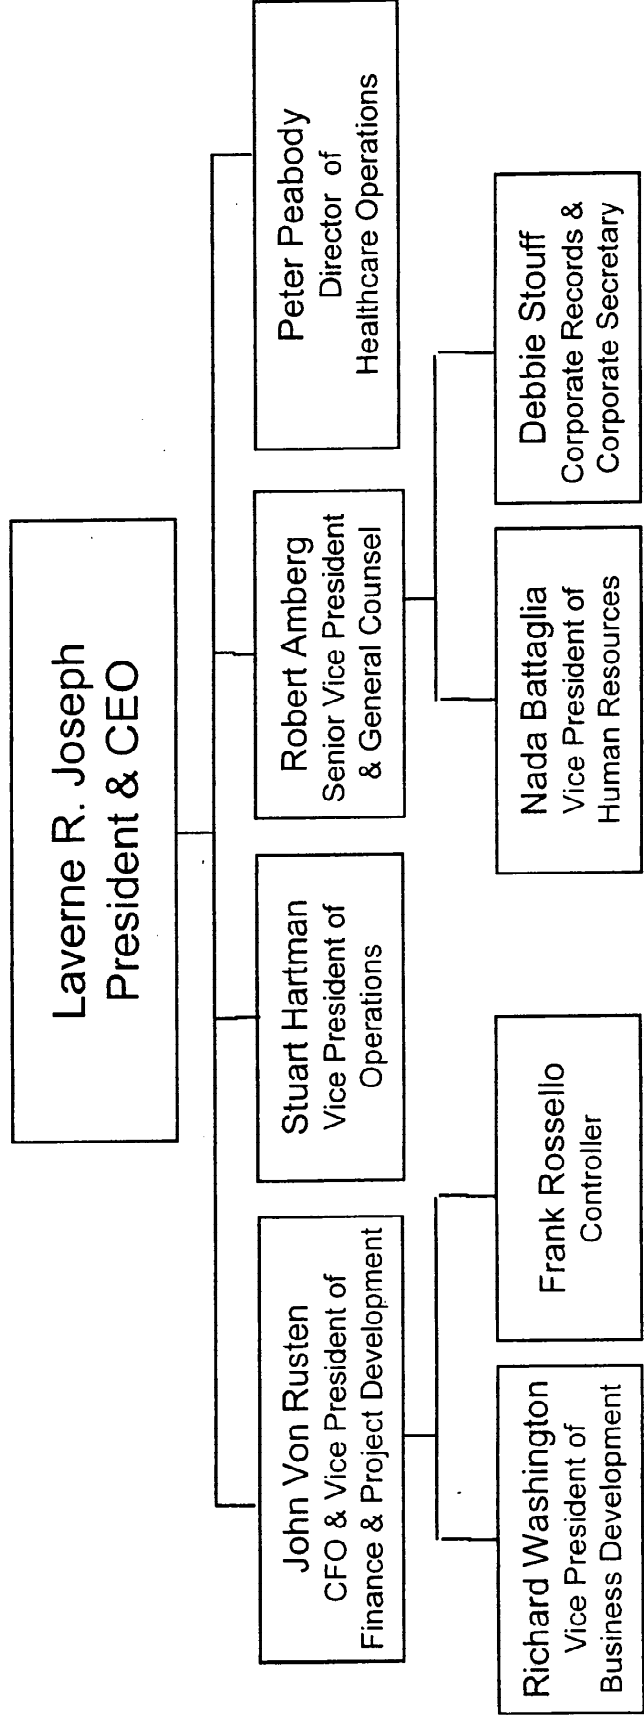 Laverne R. Joseph
President & CEO
John Von Rusten
CFO & Vice President of
Finance & Project Development
Stuart Hartman
Vice President of
Operations
Robert Amberg
Senior Vice President
& General Counsel
Peter Peabody
Director of
Healthcare Operations
Richard Washington
Vice President of
Business Development
Frank Rossello
Controller
Nada Battaglia
Vice President of
Human Resources
Debbie Stouff
Corporate Records &
Corporate Secretary